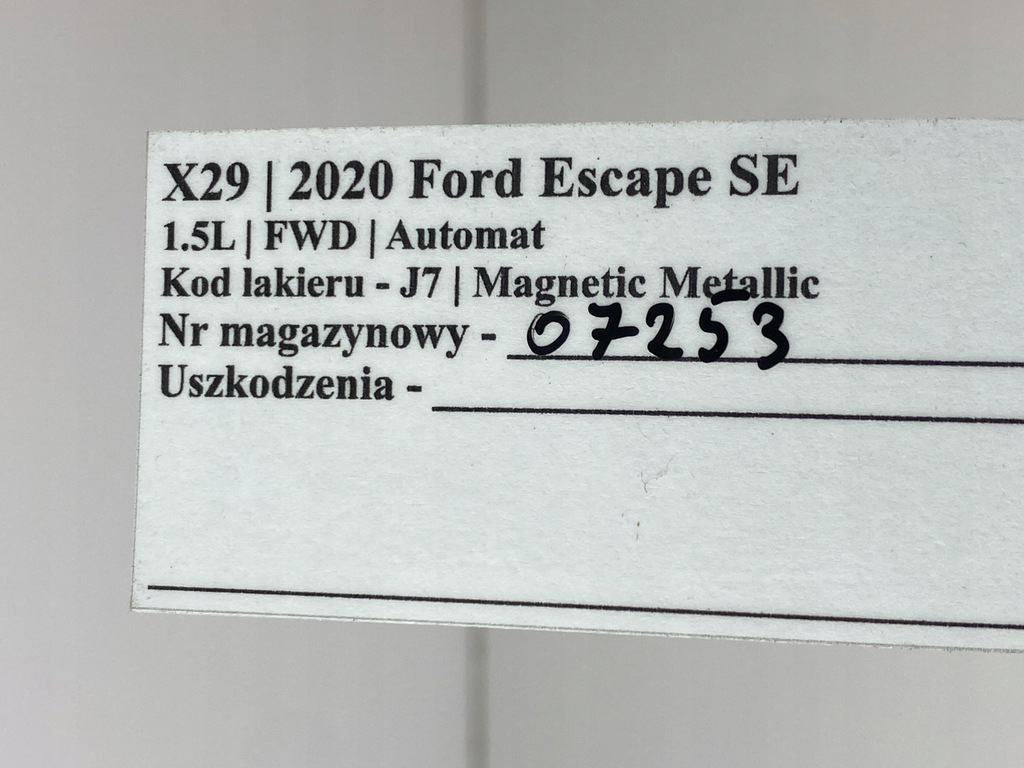 X29 | 2020 Ford Escape SE
1.5L | FWD | Automat
Kod lakieru - J7 | Magnetic Metallic
Nr magazynowy - 07253
Uszkodzenia -